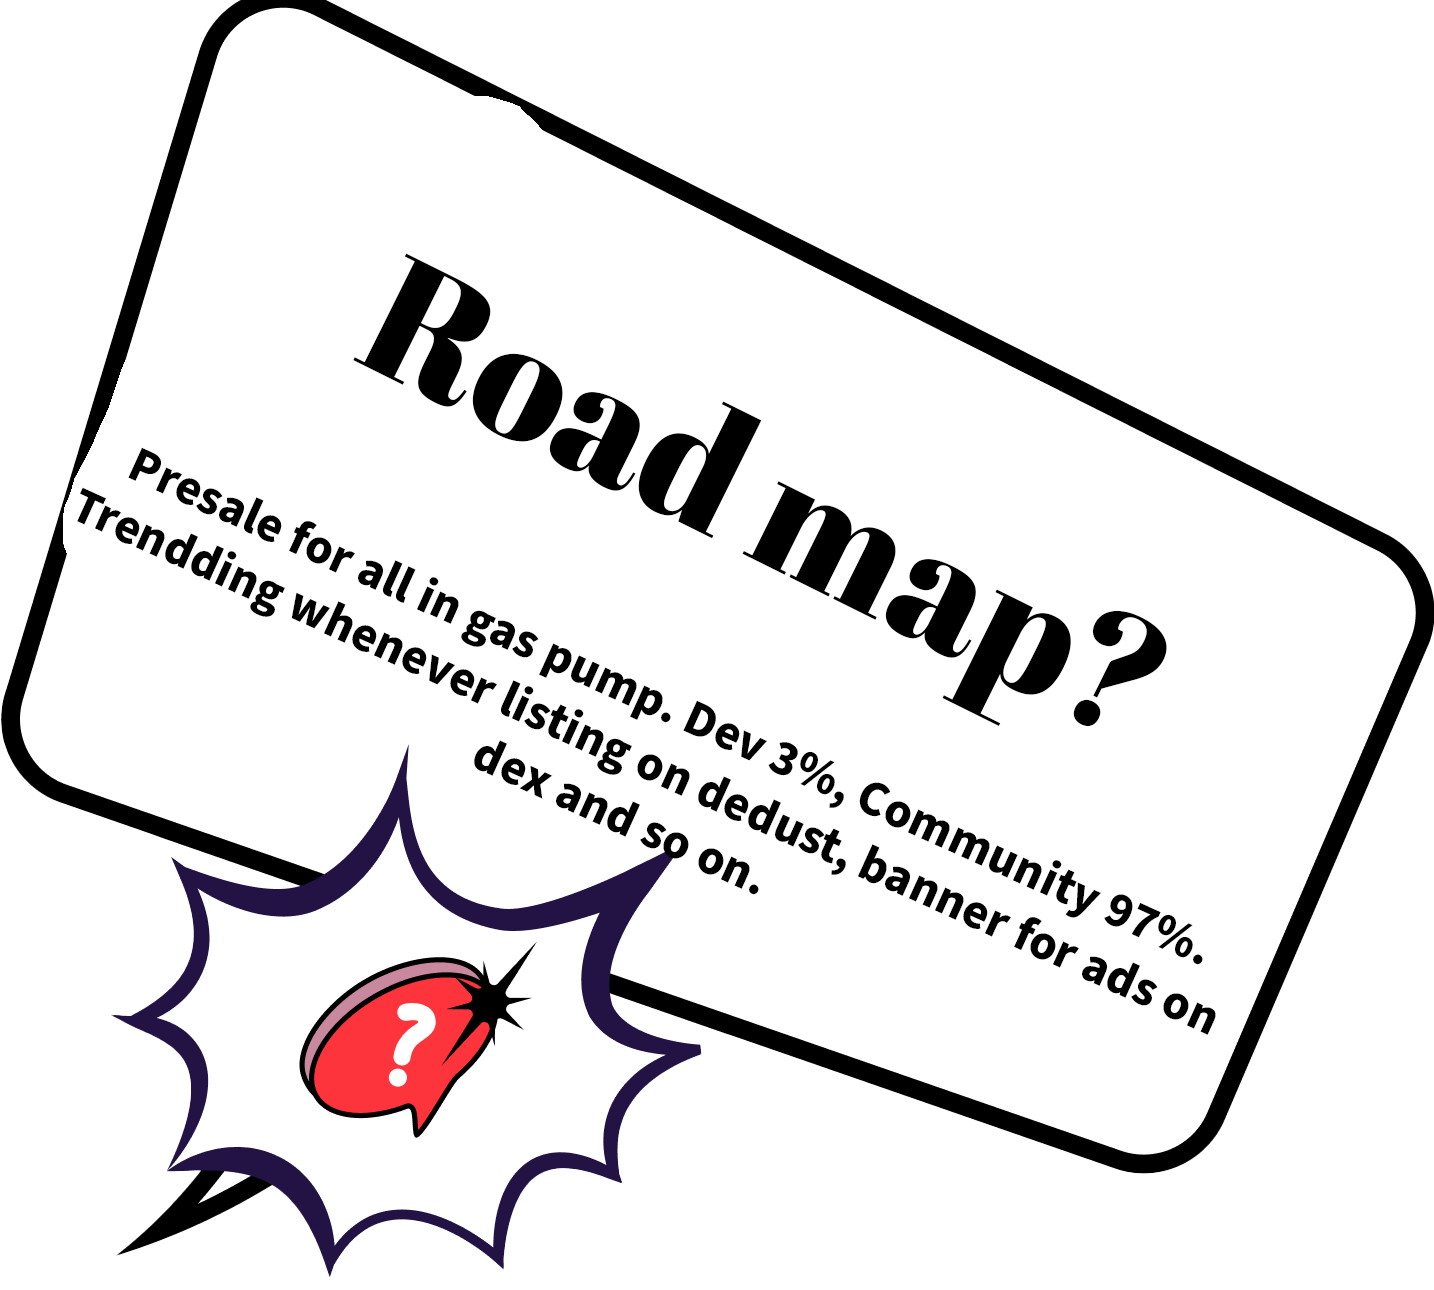 Road map?
Presale for all in gas pump. Dev 3%, Community 97%.
Trendding whenever listing on dedust, banner for ads on
dex and so on.
?